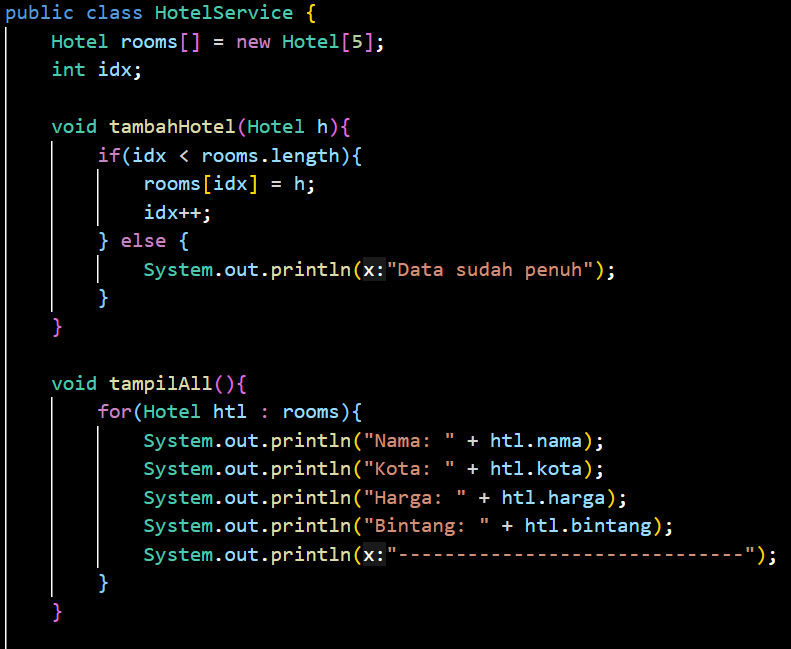 public class HotelService {
    Hotel rooms[] = new Hotel[5];
    int idx;

    void tambahHotel(Hotel h){
        if(idx < rooms.length){
            rooms[idx] = h;
            idx++;
        } else {
            System.out.println(x:"Data sudah penuh");
        }
    }

    void tampilAll(){
        for(Hotel htl : rooms){
            System.out.println("Nama: " + htl.nama);
            System.out.println("Kota: " + htl.kota);
            System.out.println("Harga: " + htl.harga);
            System.out.println("Bintang: " + htl.bintang);
            System.out.println(x:"------------------------------");
        }
    }